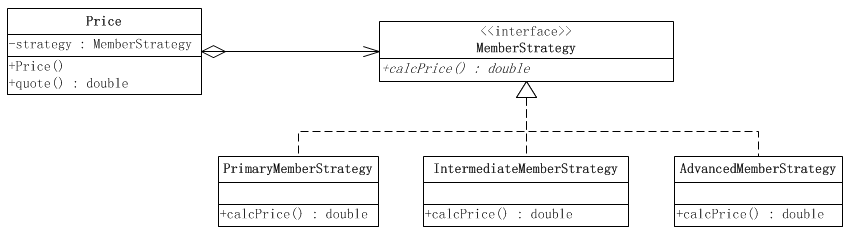 Price
-strategy : MemberStrategy
+Price()
+quote() : double
<<interface>>
MemberStrategy
+calcPrice() : double
PrimaryMemberStrategy
+calcPrice() : double
IntermediateMemberStrategy
+calcPrice() : double
AdvancedMemberStrategy
+calcPrice() : double